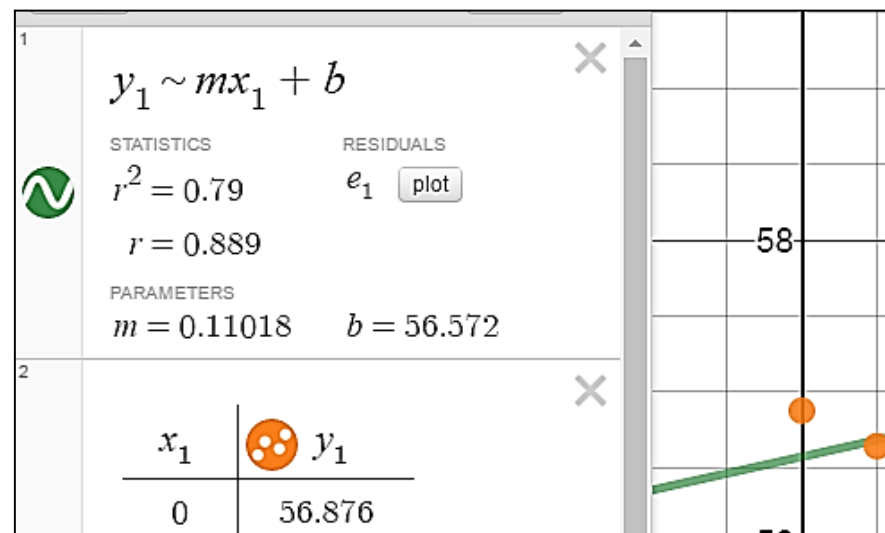 1
y₁ ~ mx₁ + b
STATISTICS RESIDUALS
r² = 0.79 e₁ plot
r = 0.889
PARAMETERS
m = 0.11018 b = 56.572
2
x₁ y₁
0 56.876
58